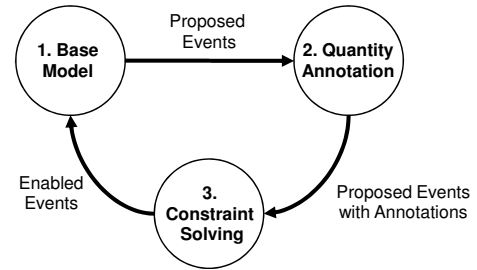 Proposed
Events
1. Base
Model
2. Quantity
Annotation
Enabled
Events
3.
Constraint
Solving
Proposed Events
with Annotations